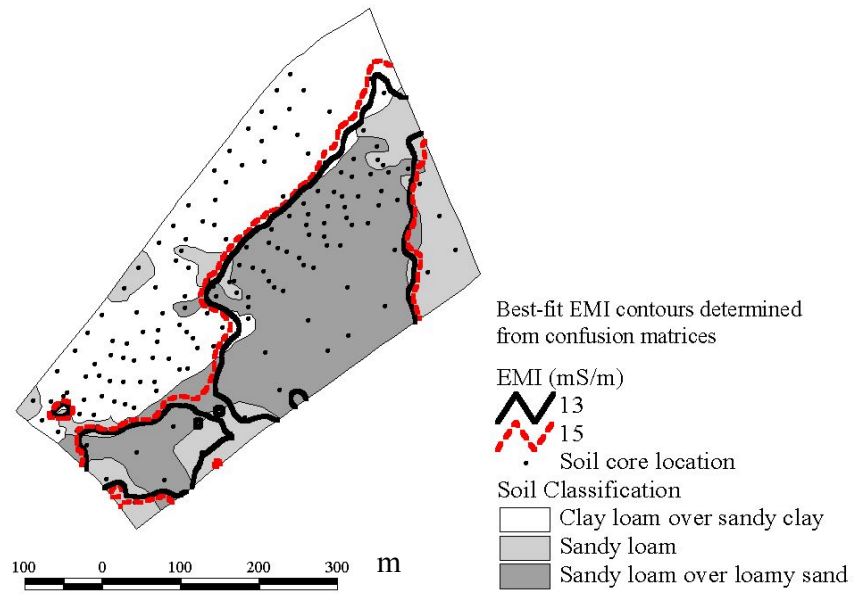 Best-fit EMI contours determined
from confusion matrices
EMI (mS/m)
13
15
Soil core location
Soil Classification
Clay loam over sandy clay
Sandy loam
Sandy loam over loamy sand
100 0 100 200 300 m